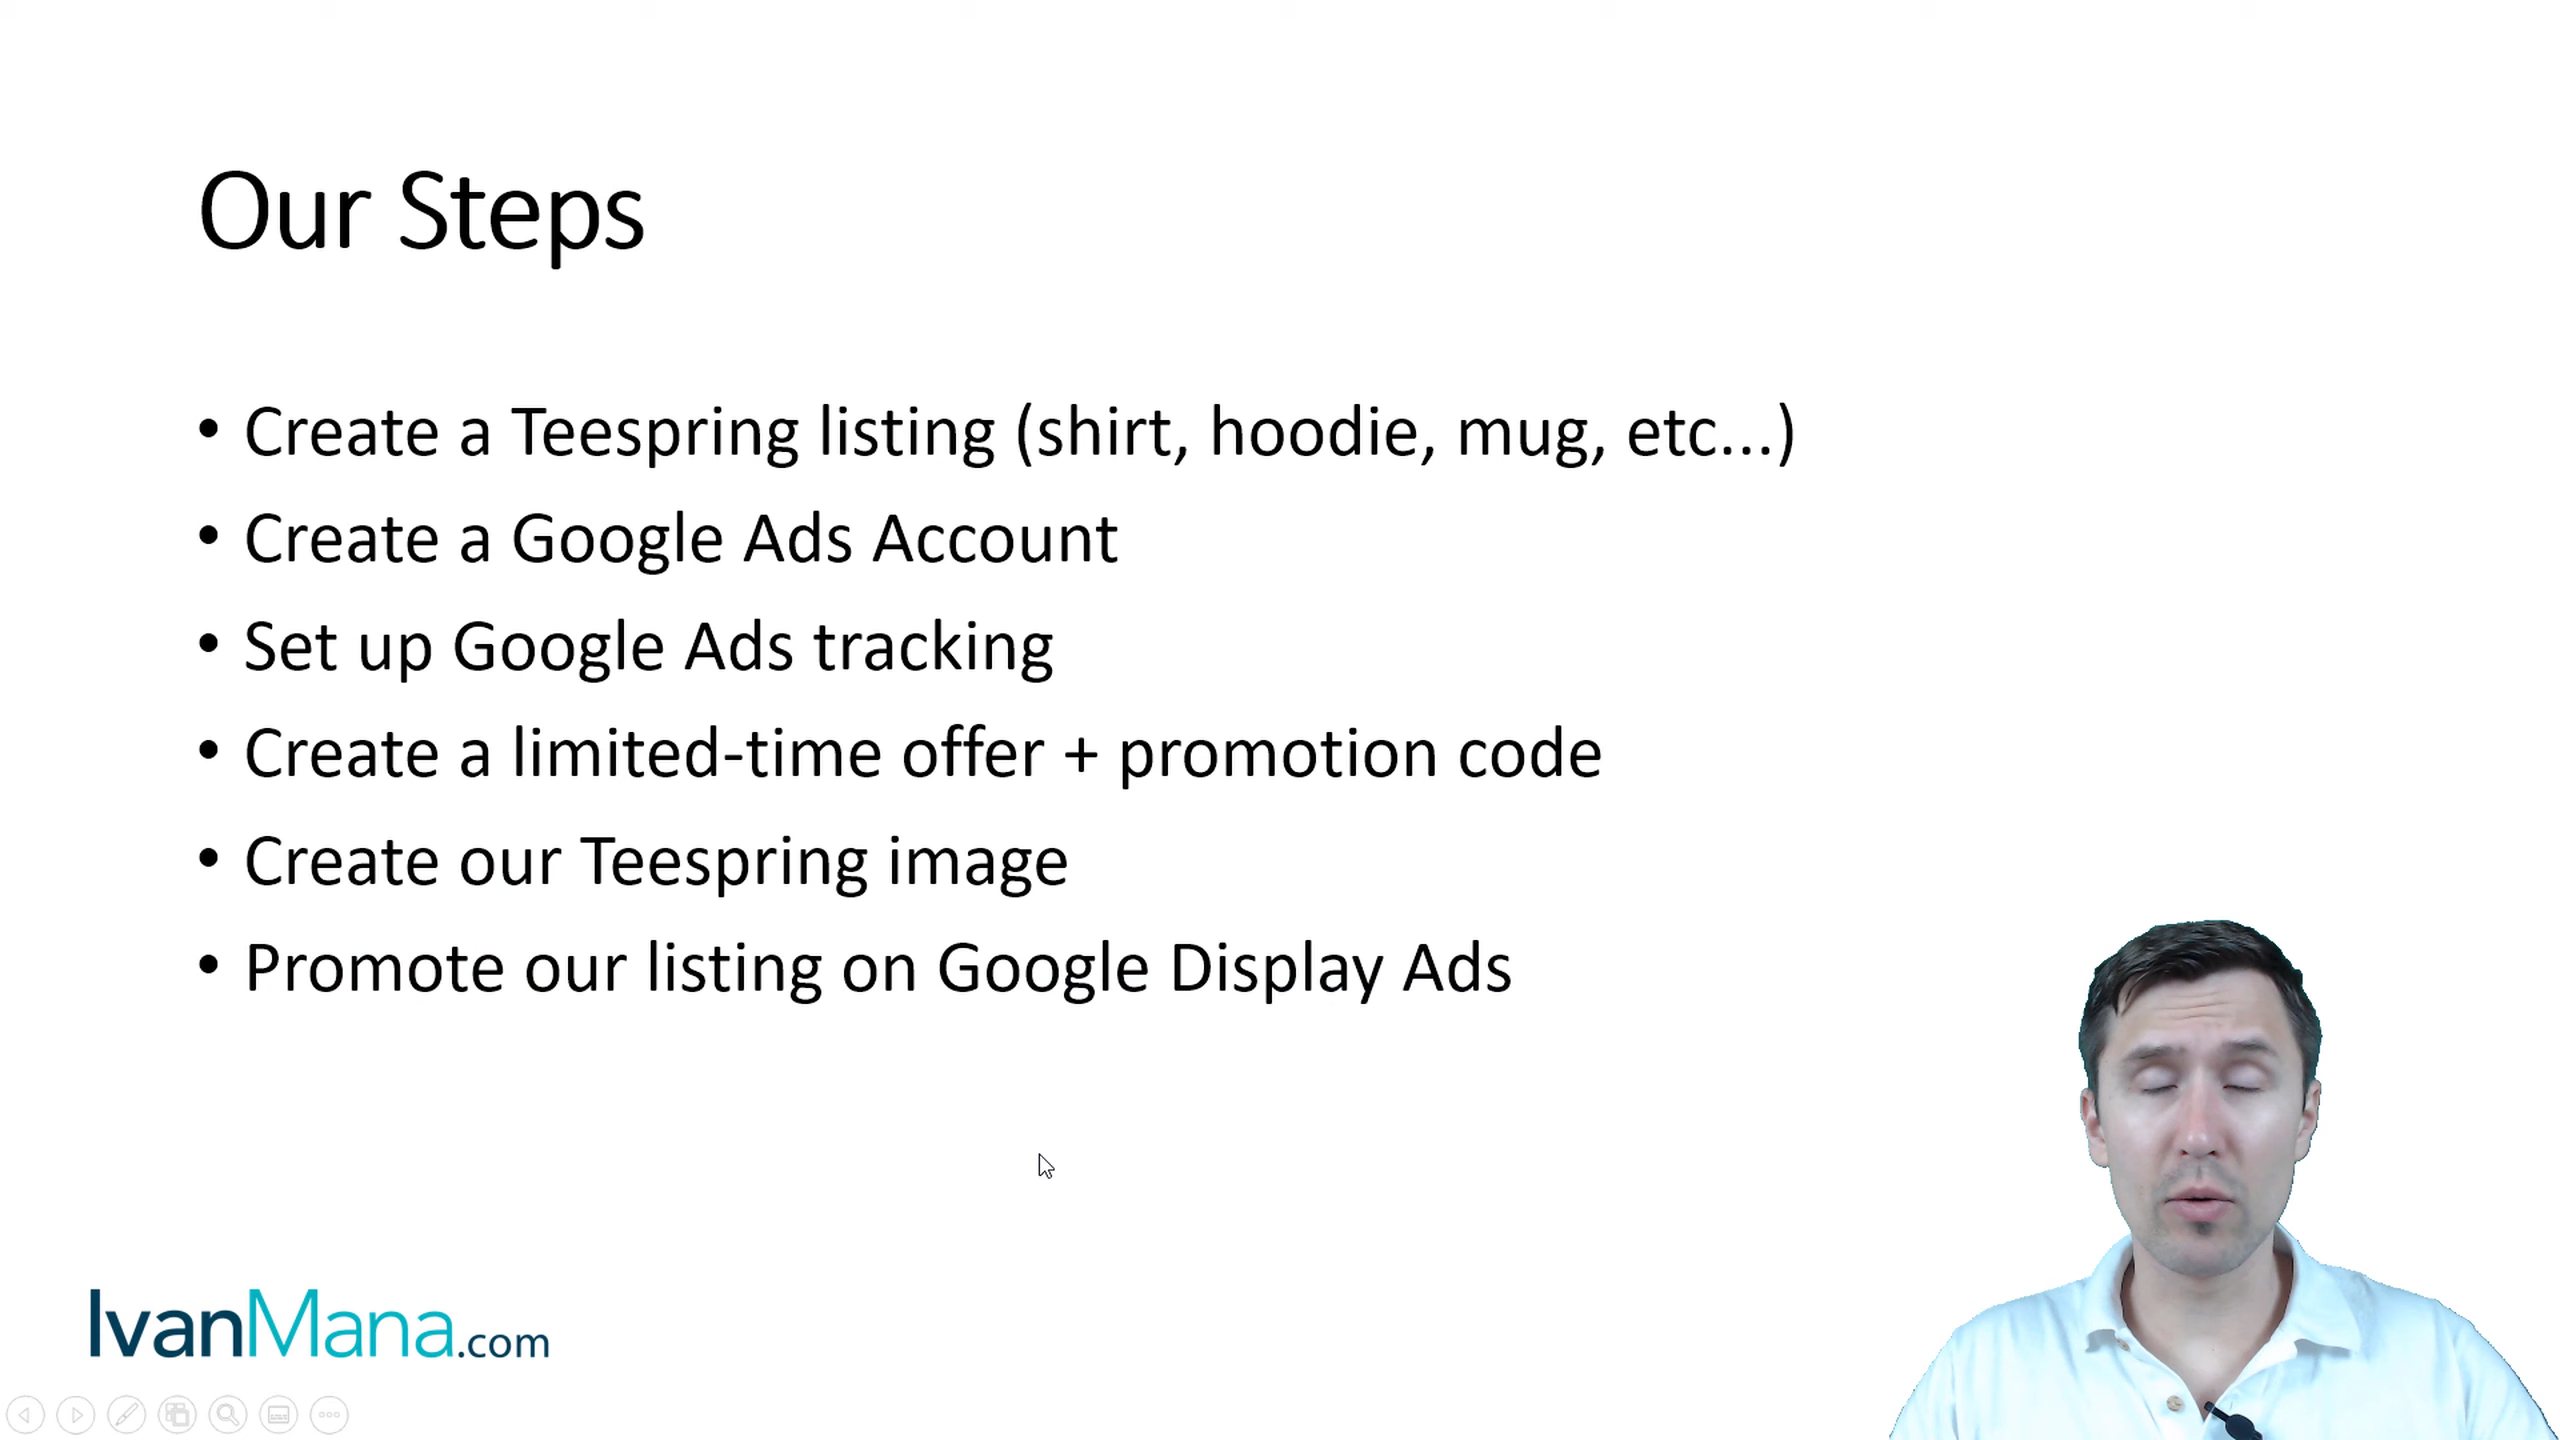 Our Steps
• Create a Teespring listing (shirt, hoodie, mug, etc...)
• Create a Google Ads Account
• Set up Google Ads tracking
• Create a limited-time offer + promotion code
• Create our Teespring image
• Promote our listing on Google Display Ads
IvanMana.com